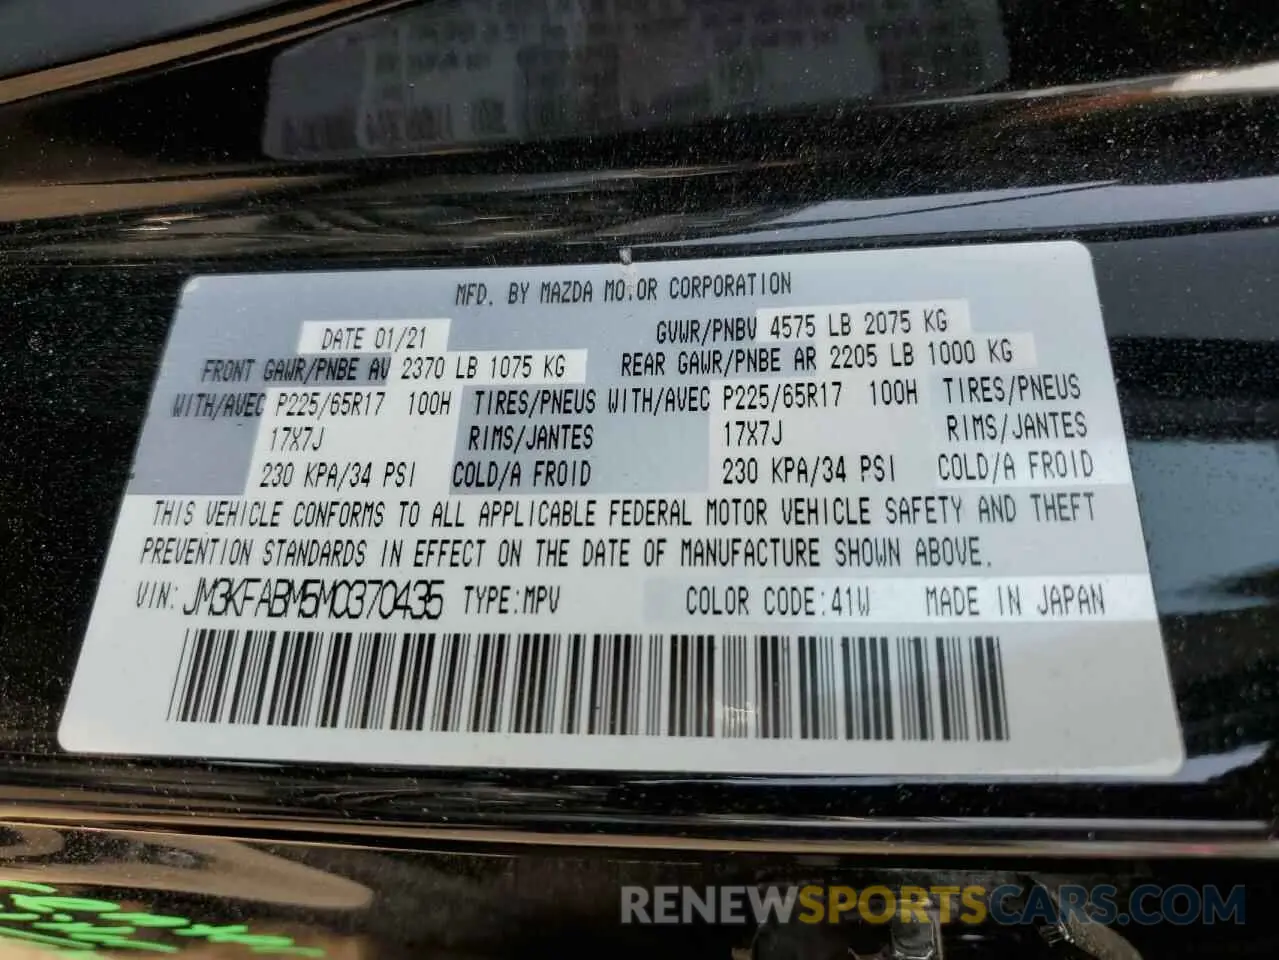 MFD. BY MAZDA MOTOR CORPORATION
DATE 01/21 GVWR/PNBV 4575 LB 2075 KG
FRONT GAWR/PNBE AV 2370 LB 1075 KG REAR GAWR/PNBE AR 2205 LB 1000 KG
WITH/AVEC P225/65R17 100H TIRES/PNEUS WITH/AVEC P225/65R17 100H TIRES/PNEUS
17X7J RIMS/JANTES 17X7J RIMS/JANTES
230 KPA/34 PSI COLD/A FROID 230 KPA/34 PSI COLD/A FROID
THIS VEHICLE CONFORMS TO ALL APPLICABLE FEDERAL MOTOR VEHICLE SAFETY AND THEFT
PREVENTION STANDARDS IN EFFECT ON THE DATE OF MANUFACTURE SHOWN ABOVE.
VIN: JM3KFABM5M0370435 TYPE:MPV COLOR CODE:41W MADE IN JAPAN
RENEWSPORTSCARS.COM